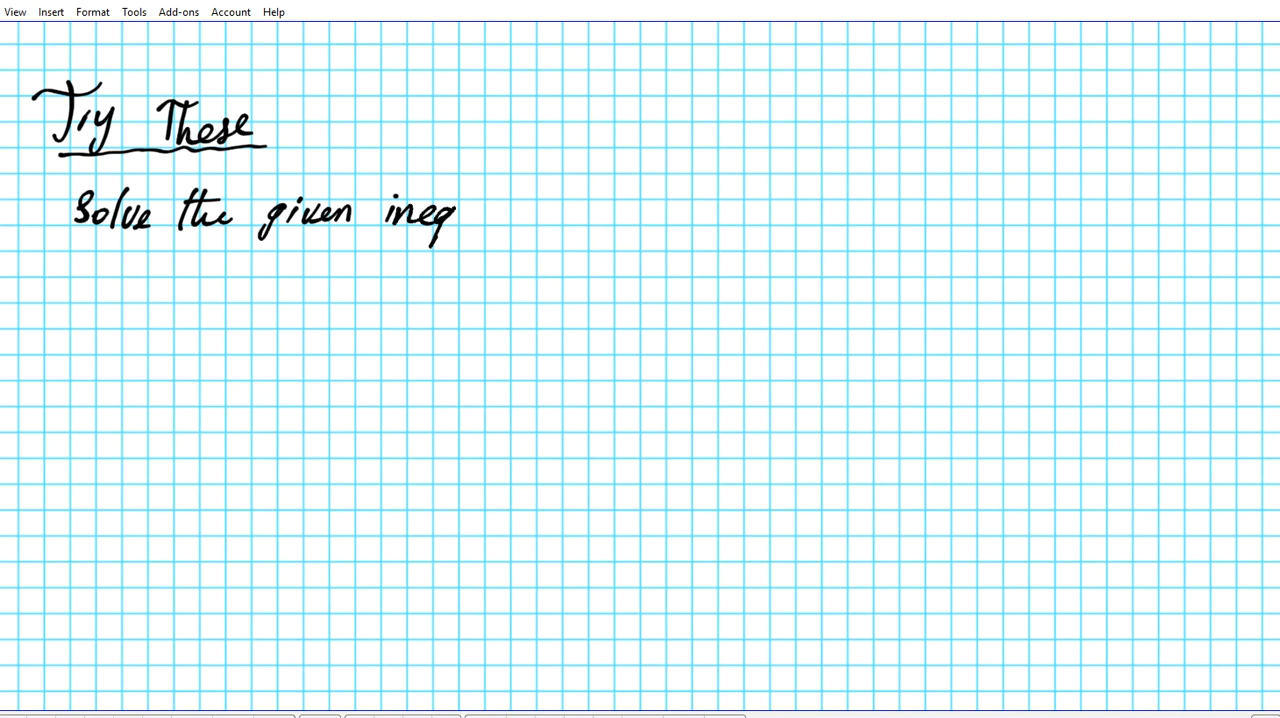 View Insert Format Tools Add-ons Account Help
Try These
Solve the given ineq